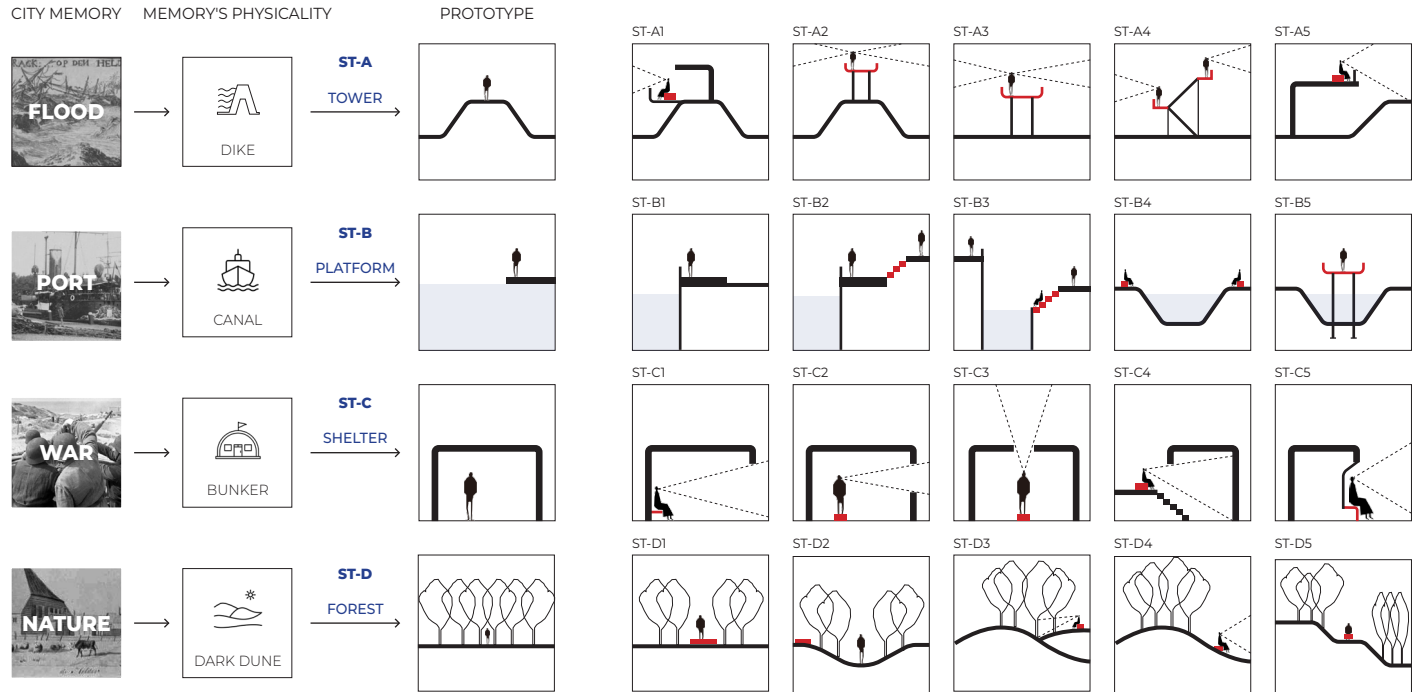 CITY MEMORY
MEMORY'S PHYSICALITY
PROTOTYPE
ST-A1
ST-A2
ST-A3
ST-A4
ST-A5
OP DEN HEL
FLOOD
DIKE
ST-A
TOWER
ST-B1
ST-B2
ST-B3
ST-B4
ST-B5
PORT
CANAL
ST-B
PLATFORM
ST-C1
ST-C2
ST-C3
ST-C4
ST-C5
WAR
BUNKER
ST-C
SHELTER
ST-D1
ST-D2
ST-D3
ST-D4
ST-D5
NATURE
DARK DUNE
ST-D
FOREST